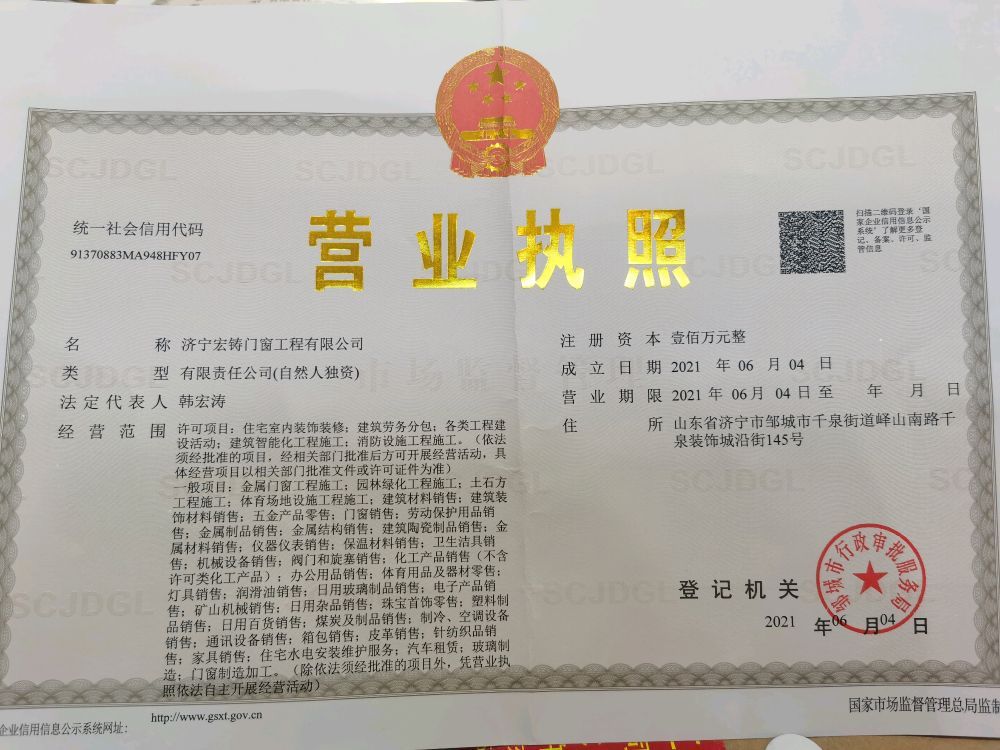 统一社会信用代码
91370883MA948HFY07
营业执照
扫描二维码登录‘国
家企业信用信息公示
系统’了解更多登
记、备案、许可、监
管信息
名 称 济宁宏铸门窗工程有限公司
类 型 有限责任公司(自然人独资)
法定代表人 韩宏涛
经营范围 许可项目：住宅室内装饰装修；建筑劳务分包；各类工程建
设活动；建筑智能化工程施工；消防设施工程施工。（依法
须经批准的项目，经相关部门批准后方可开展经营活动，具
体经营项目以相关部门批准文件或许可证件为准）
一般项目：金属门窗工程施工；园林绿化工程施工；土石方
工程施工；体育场地设施工程施工；建筑材料销售；建筑装
饰材料销售；五金产品零售；门窗销售；劳动保护用品销
售；金属制品销售；金属结构销售；建筑陶瓷制品销售；金
属材料销售；仪器仪表销售；保温材料销售；卫生洁具销
售；机械设备销售；阀门和旋塞销售；化工产品销售（不含
许可类化工产品）；办公用品销售；体育用品及器材零售；
灯具销售；润滑油销售；日用玻璃制品销售；电子产品销
售；矿山机械销售；日用杂品销售；珠宝首饰零售；塑料制
品销售；日用百货销售；煤炭及制品销售；制冷、空调设备
销售；通讯设备销售；箱包销售；皮革销售；针纺织品销
售；家具销售；住宅水电安装维护服务；汽车租赁；玻璃制
造；门窗制造加工。（除依法须经批准的项目外，凭营业执
照依法自主开展经营活动）
注册资本 壹佰万元整
成立日期 2021 年 06 月 04 日
营业期限 2021 年 06 月 04 日 至 年 月 日
住 所 山东省济宁市邹城市千泉街道峄山南路千
泉装饰城沿街145号
登记机关
邹城市行政审批服务局
2021 年 06 月 04 日
企业信用信息公示系统网址：
http://www.gsxt.gov.cn
国家市场监督管理总局监制
SCJDGL